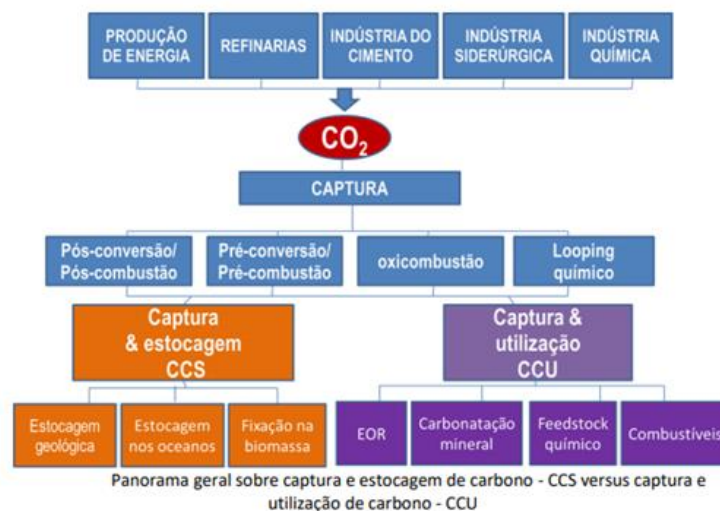 PRODUÇÃO
DE ENERGIA
REFINARIAS
INDÚSTRIA DO
CIMENTO
INDÚSTRIA
SIDERÚRGICA
INDÚSTRIA
QUÍMICA
CO₂
CAPTURA
Pós-conversão/
Pós-combustão
Pré-conversão/
Pré-combustão
oxicombustão
Looping
químico
Captura
& estocagem
CCS
Captura &
utilização
CCU
Estocagem
geológica
Estocagem
nos oceanos
Fixação na
biomassa
EOR
Carbonatação
mineral
Feedstock
químico
Combustíveis
Panorama geral sobre captura e estocagem de carbono - CCS versus captura e
utilização de carbono - CCU